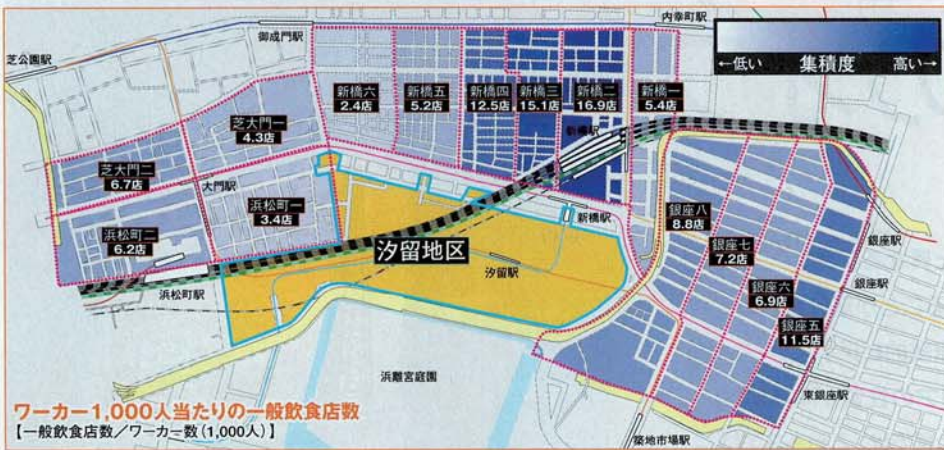 内幸町駅
御成門駅
芝公園駅
←低い 集積度 高い→
新橋六
2.4店
新橋五
5.2店
新橋四
12.5店
新橋三
15.1店
新橋二
16.9店
新橋一
5.4店
芝大門一
4.3店
新橋駅
芝大門二
6.7店
大門駅
浜松町一
3.4店
浜松町二
6.2店
新橋駅
汐留地区
汐留駅
浜松町駅
銀座八
8.8店
銀座七
7.2店
銀座六
6.9店
銀座五
11.5店
銀座駅
銀座駅
東銀座駅
浜離宮庭園
築地市場駅
ワーカー1,000人当たりの一般飲食店数
【一般飲食店数/ワーカー数(1,000人)】